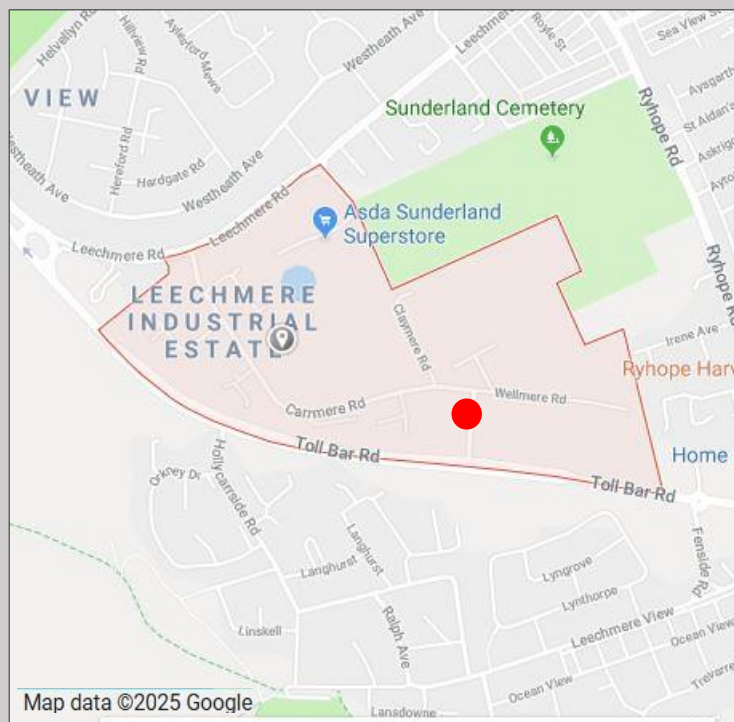 Helvellyn Rd
Hillview Rd
Aylesford Mews
Westheath Ave
Leechmere
Royle St
Sea View St
VIEW
Sunderland Cemetery
Ryhope Rd
Aysgarth
St Aidan's
Askrigg
Westheath Ave
Hereford Rd
Hardgate Rd
Westheath Ave
Leechmere Rd
Leechmere Rd
Asda Sunderland
Superstore
Ryhope Rd
LEECHMERE
INDUSTRIAL
ESTATE
Claymere Rd
Irene Ave
Ryhope Harv
Carrmere Rd
Wellmere Rd
Toll Bar Rd
Home
Toll Bar Rd
Orkney Dr
Hollycarrside Rd
Langhurst
Langhurst
Lyngrove
Fenside Rd
Lynthorpe
Linskell
Ralph Ave
Leechmere View
Ocean View
Ocean View
Lansdowne
Map data ©2025 Google